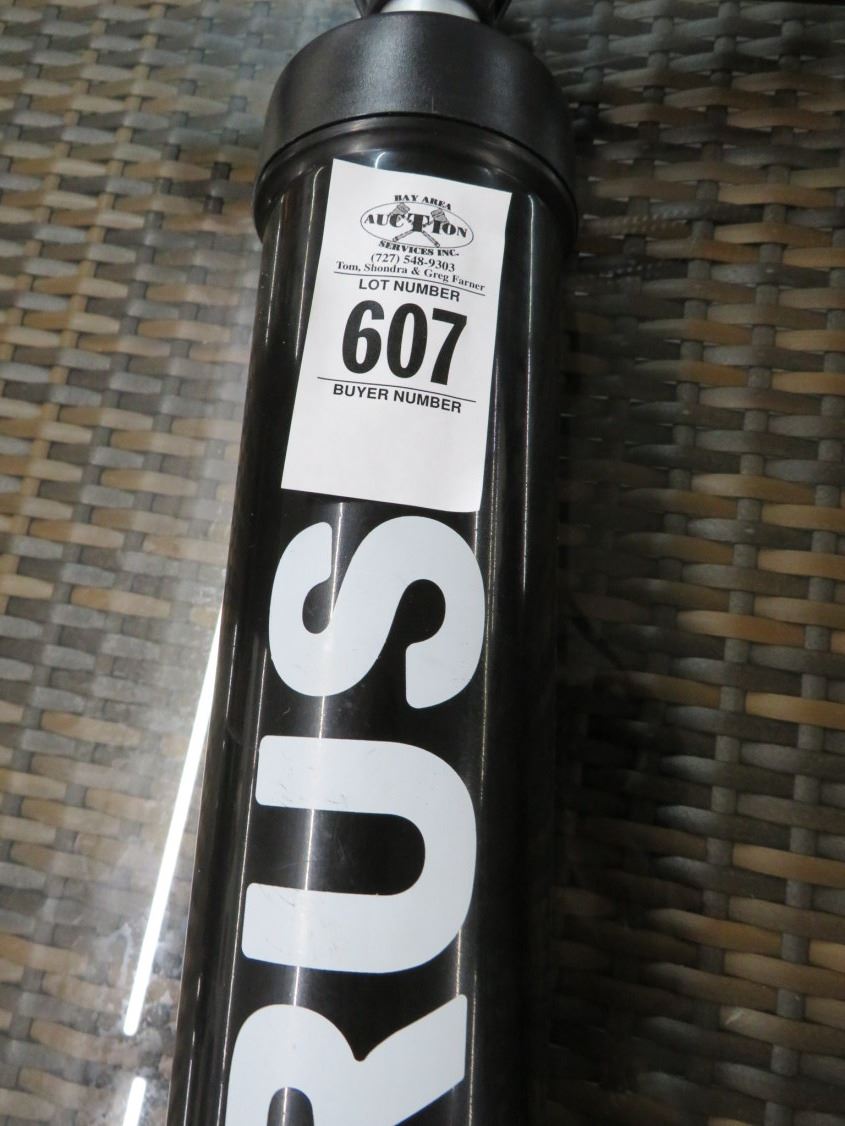 BAY AREA
AUCTION
SERVICES INC.
(727) 548-9303
Tom, Shondra & Greg Farner
LOT NUMBER
607
BUYER NUMBER
RUS